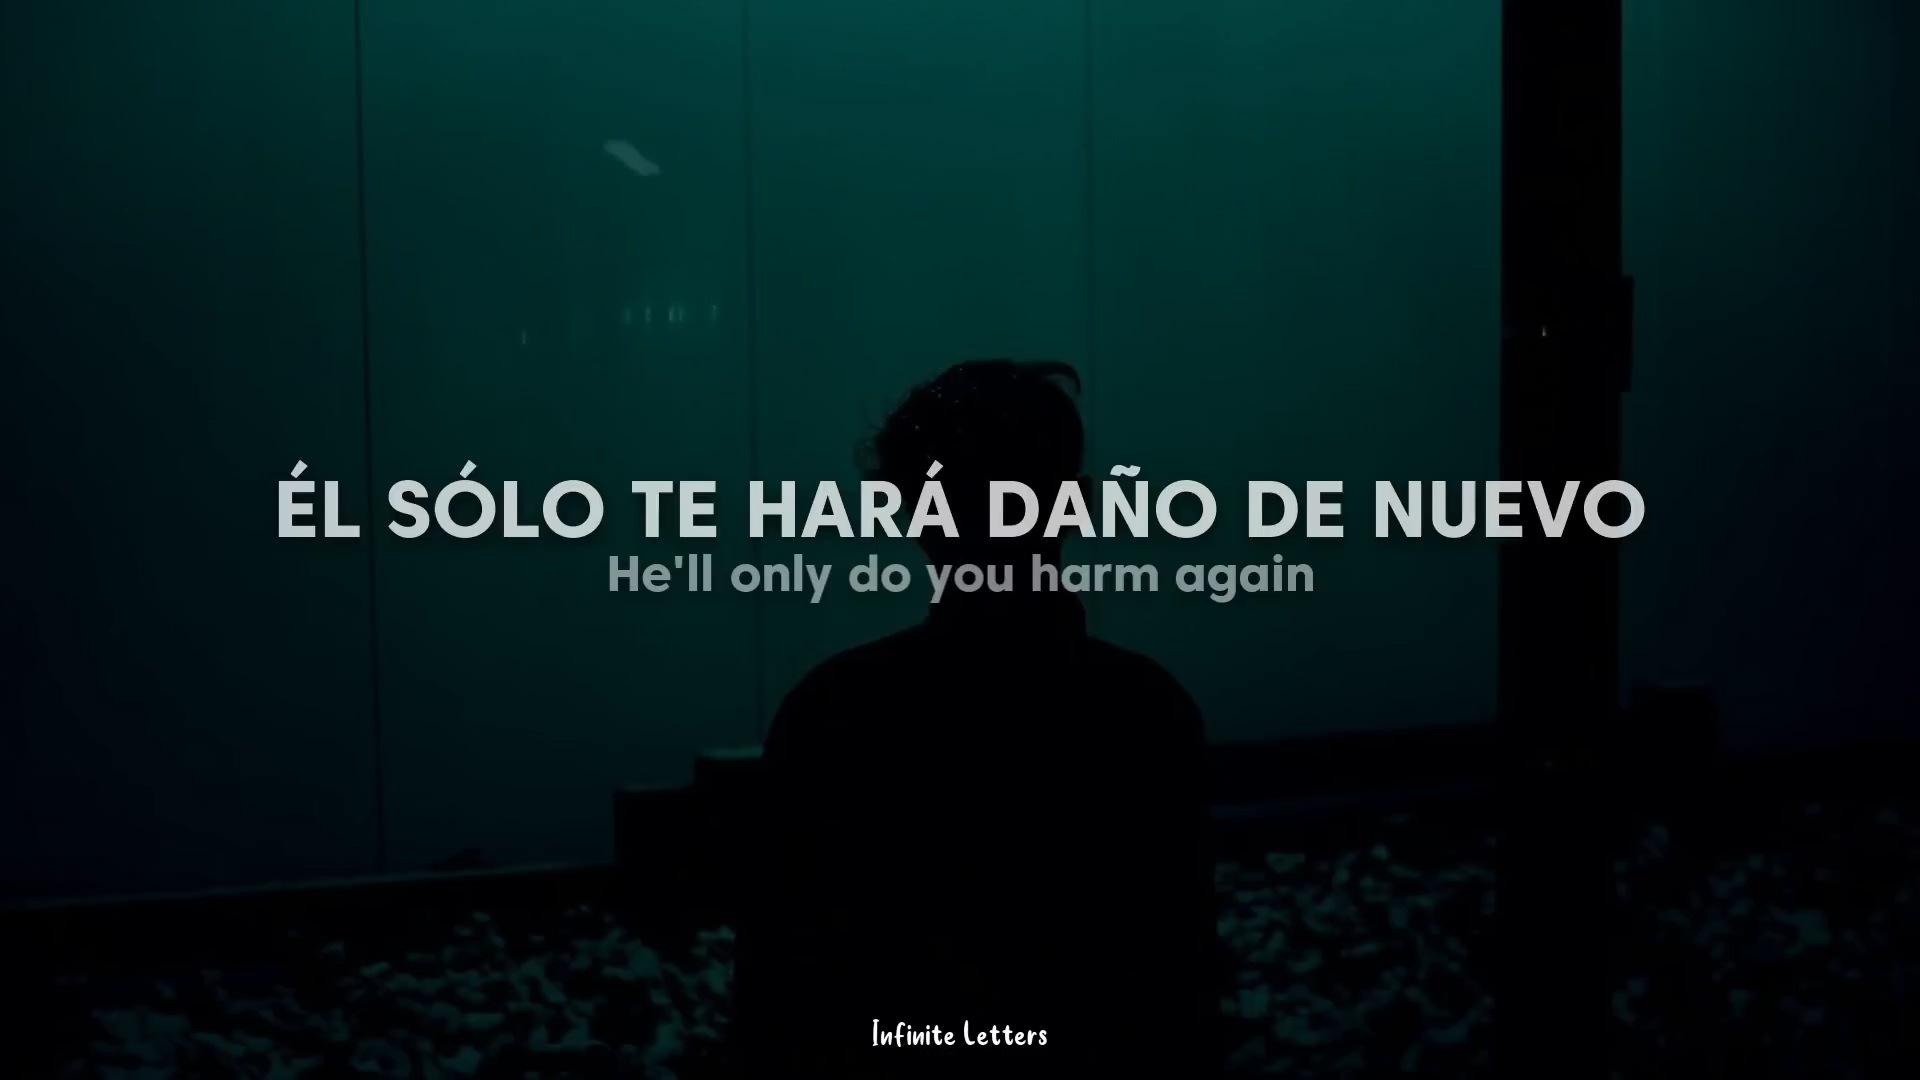 ÉL SÓLO TE HARÁ DAÑO DE NUEVO
He'll only do you harm again
Infinite Letters